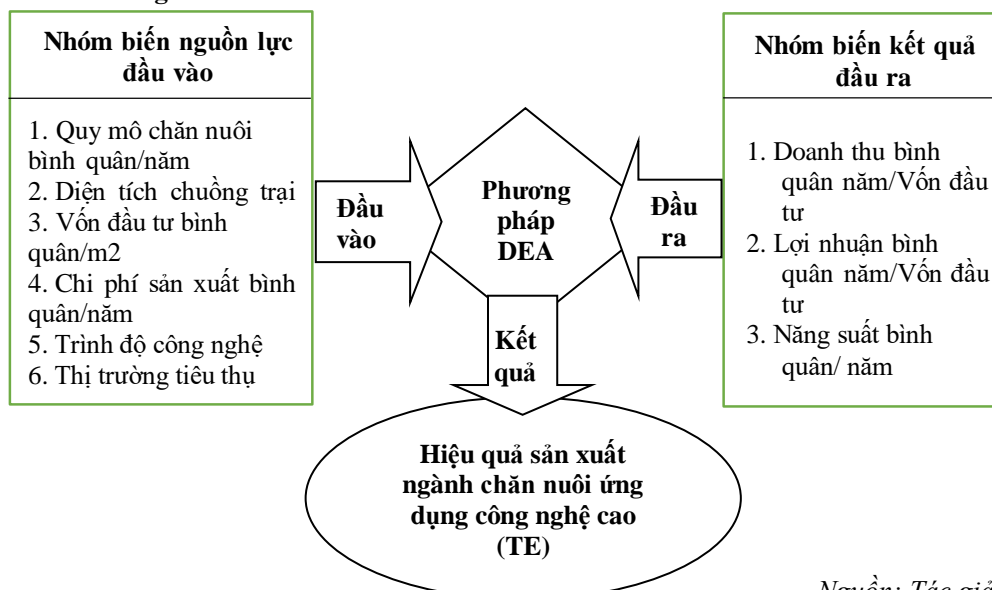 Nhóm biến nguồn lực
đầu vào
1. Quy mô chăn nuôi
bình quân/năm
2. Diện tích chuồng trại
3. Vốn đầu tư bình
quân/m2
4. Chi phí sản xuất bình
quân/năm
5. Trình độ công nghệ
6. Thị trường tiêu thụ
Đầu
vào
Phương
pháp
DEA
Đầu
ra
Nhóm biến kết quả
đầu ra
1. Doanh thu bình
quân năm/Vốn đầu
tư
2. Lợi nhuận bình
quân năm/Vốn đầu
tư
3. Năng suất bình
quân/ năm
Kết
quả
Hiệu quả sản xuất
ngành chăn nuôi ứng
dụng công nghệ cao
(TE)
Nguồn: Tác giả